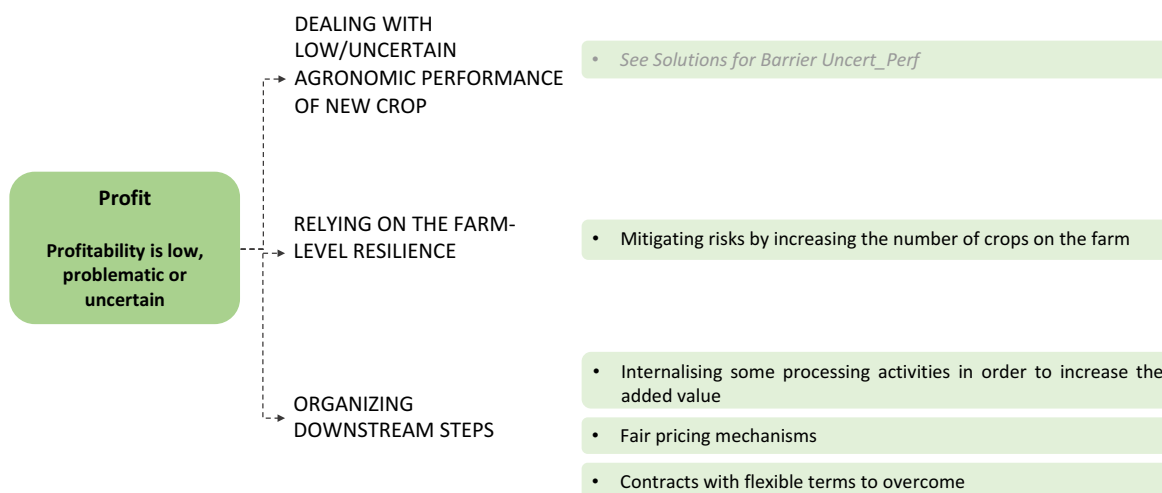 DEALING WITH
LOW/UNCERTAIN
AGRONOMIC PERFORMANCE
OF NEW CROP
• See Solutions for Barrier Uncert_Perf
Profit
Profitability is low,
problematic or
uncertain
RELYING ON THE FARM-
LEVEL RESILIENCE
• Mitigating risks by increasing the number of crops on the farm
ORGANIZING
DOWNSTREAM STEPS
• Internalising some processing activities in order to increase the
added value
• Fair pricing mechanisms
• Contracts with flexible terms to overcome